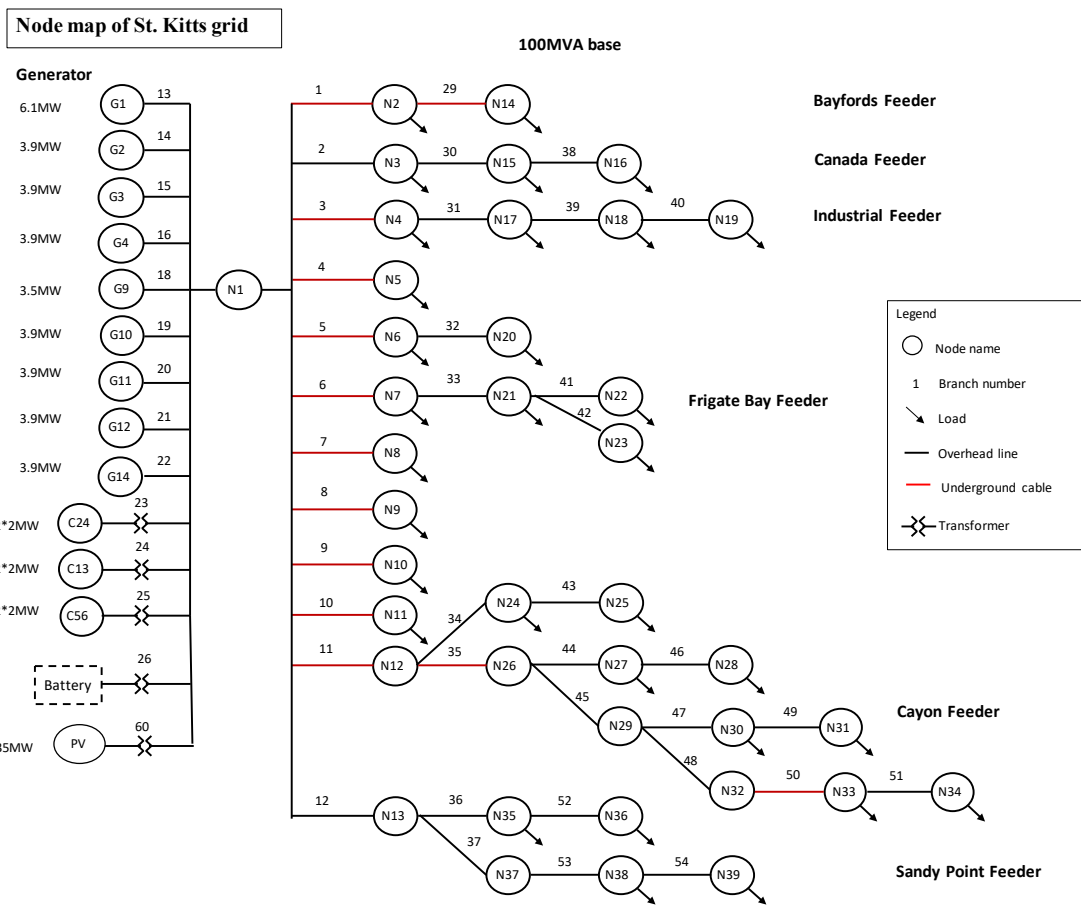 Node map of St. Kitts grid
100MVA base
Generator
6.1MW G1 13
3.9MW G2 14
3.9MW G3 15
3.9MW G4 16
3.5MW G9 18
3.9MW G10 19
3.9MW G11 20
3.9MW G12 21
3.9MW G14 22
*2MW C24 23
*2MW C13 24
*2MW C56 25
Battery 26
35MW PV 60
N1
1 N2 29 N14 Bayfords Feeder
2 N3 30 N15 38 N16 Canada Feeder
3 N4 31 N17 39 N18 40 N19 Industrial Feeder
4 N5
5 N6 32 N20
6 N7 33 N21 41 N22 Frigate Bay Feeder
42 N23
7 N8
8 N9
9 N10
10 N11
34 N24 43 N25
11 N12 35 N26 44 N27 46 N28
45 N29 47 N30 49 N31 Cayon Feeder
48 N32 50 N33 51 N34
12 N13 36 N35 52 N36
37 N37 53 N38 54 N39 Sandy Point Feeder
Legend
Node name
1 Branch number
Load
Overhead line
Underground cable
Transformer